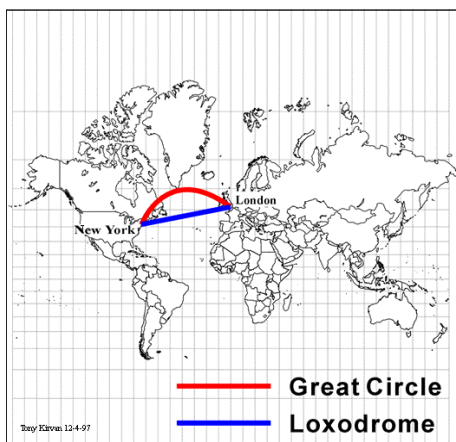 London
New York
Great Circle
Tony Kirvan 12-4-97
Loxodrome